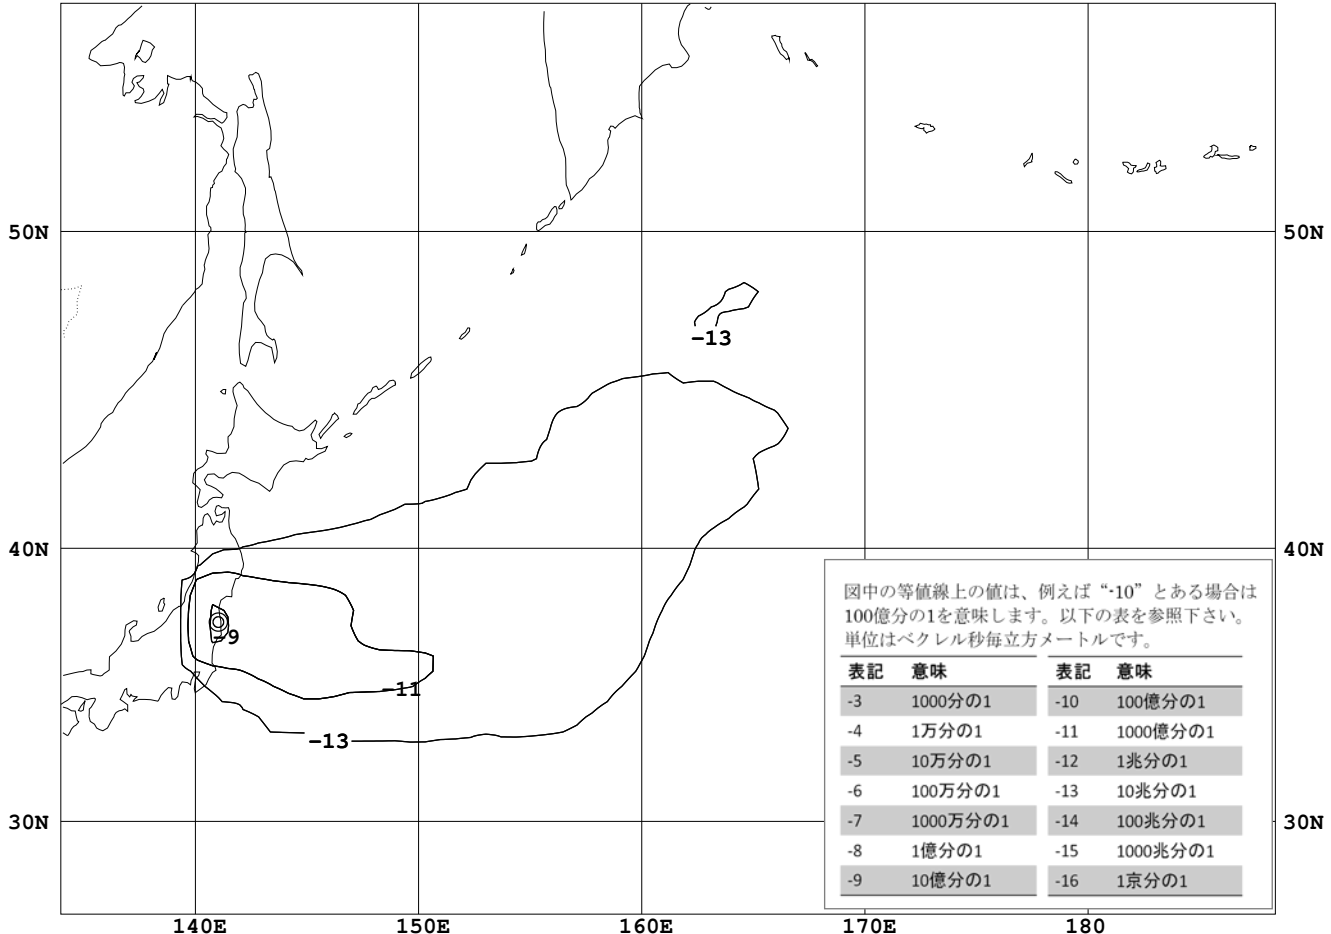 50N
50N
-13
40N
40N
図中の等値線上の値は、例えば“-10”とある場合は
100億分の1を意味します。以下の表を参照下さい。
単位はベクレル秒毎立方メートルです。
表記 意味 表記 意味
-3 1000分の1 -10 100億分の1
-4 1万分の1 -11 1000億分の1
-5 10万分の1 -12 1兆分の1
-6 100万分の1 -13 10兆分の1
-7 1000万分の1 -14 100兆分の1
-8 1億分の1 -15 1000兆分の1
-9 10億分の1 -16 1京分の1
-9
-11
-13
30N
30N
140E 150E 160E 170E 180